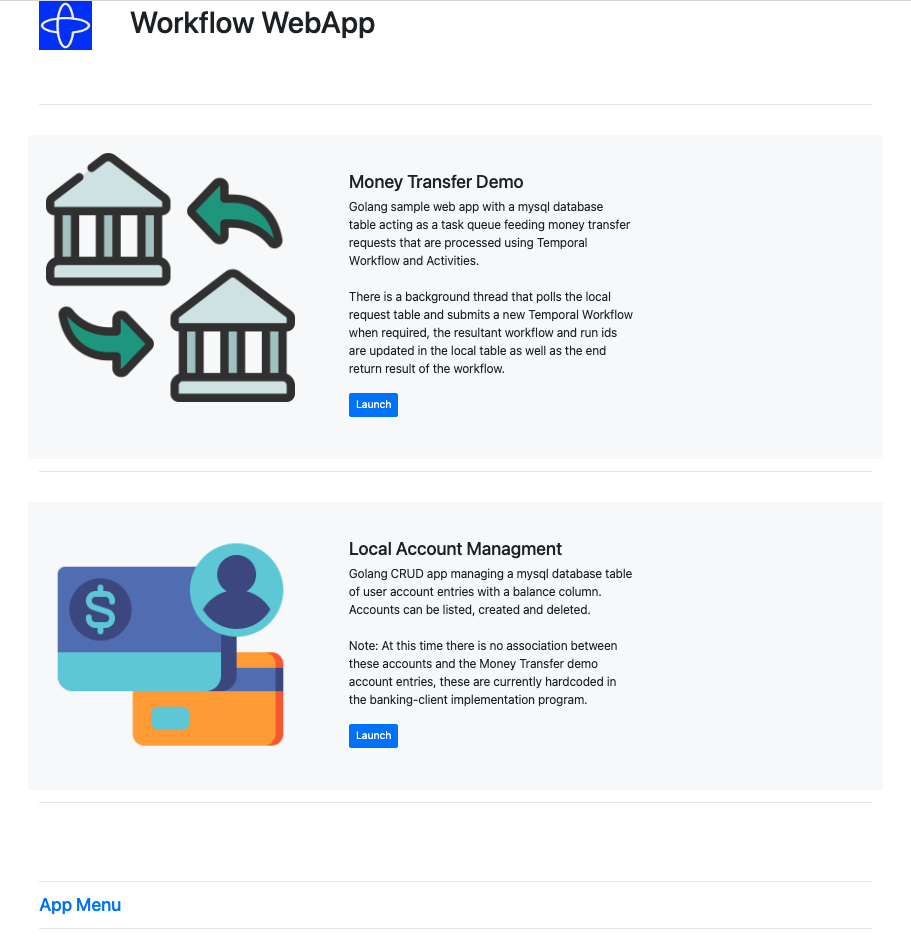 Workflow WebApp
Money Transfer Demo
Golang sample web app with a mysql database
table acting as a task queue feeding money transfer
requests that are processed using Temporal
Workflow and Activities.
There is a background thread that polls the local
request table and submits a new Temporal Workflow
when required, the resultant workflow and run ids
are updated in the local table as well as the end
return result of the workflow.
Launch
Local Account Managment
Golang CRUD app managing a mysql database table
of user account entries with a balance column.
Accounts can be listed, created and deleted.
Note: At this time there is no association between
these accounts and the Money Transfer demo
account entries, these are currently hardcoded in
the banking-client implementation program.
$
Launch
App Menu